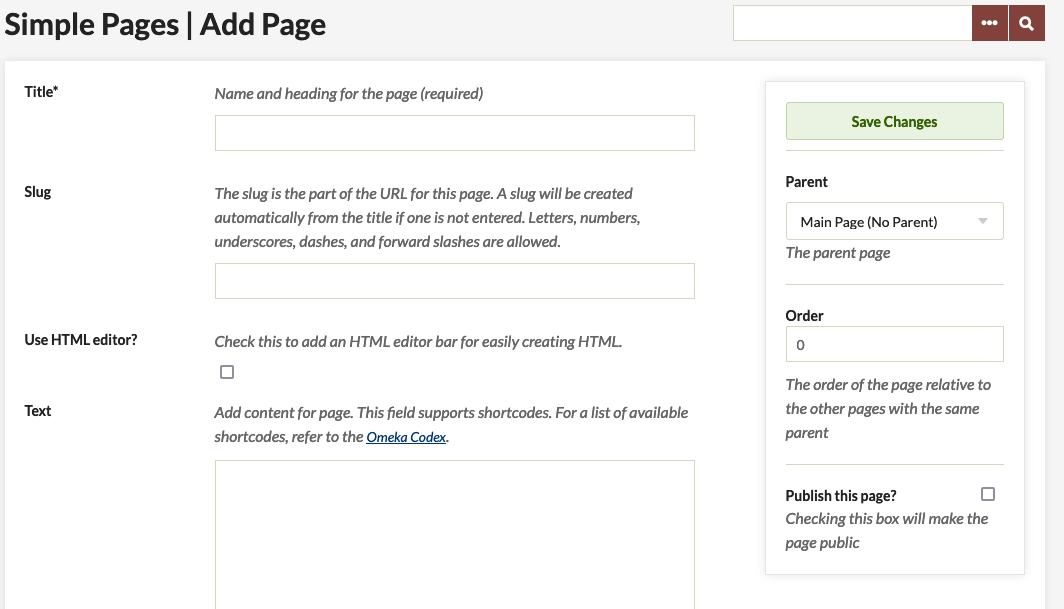 Simple Pages | Add Page
Title*
Name and heading for the page (required)
Slug
The slug is the part of the URL for this page. A slug will be created
automatically from the title if one is not entered. Letters, numbers,
underscores, dashes, and forward slashes are allowed.
Use HTML editor?
Check this to add an HTML editor bar for easily creating HTML.
Text
Add content for page. This field supports shortcodes. For a list of available
shortcodes, refer to the Omeka Codex.
Save Changes
Parent
Main Page (No Parent)
The parent page
Order
0
The order of the page relative to
the other pages with the same
parent
Publish this page?
Checking this box will make the
page public